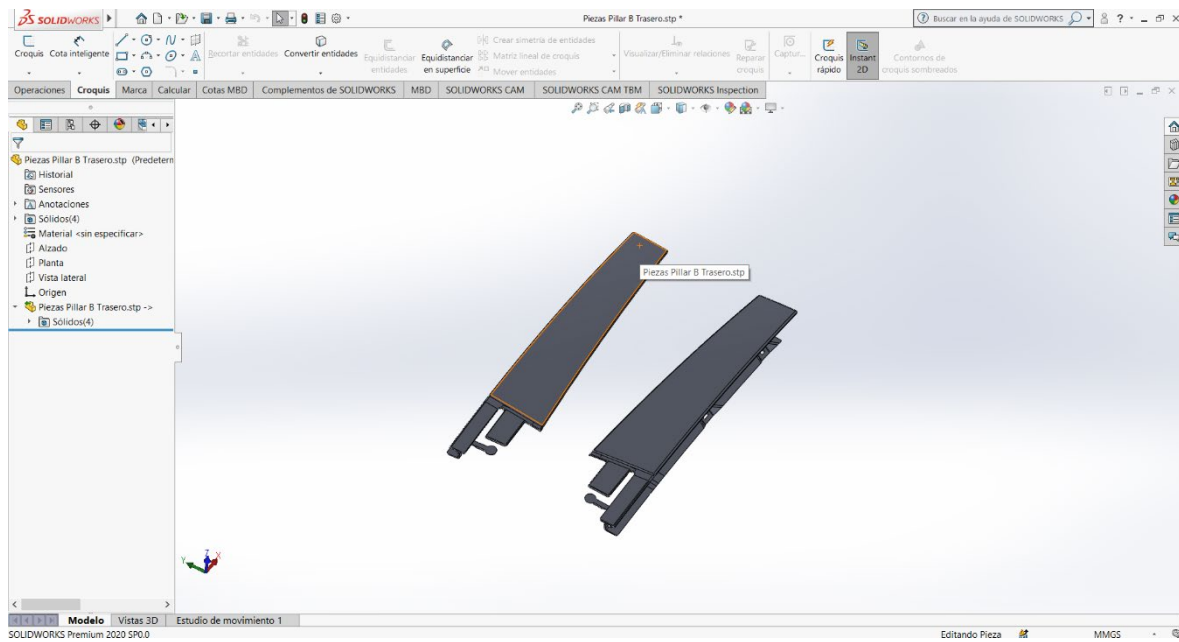 SOLIDWORKS
Piezas Pillar B Trasero.stp *
Buscar en la ayuda de SOLIDWORKS
Croquis
Cota inteligente
Recortar entidades
Convertir entidades
Equidistanciar entidades
Equidistanciar en superficie
Crear simetría de entidades
Matriz lineal de croquis
Mover entidades
Visualizar/Eliminar relaciones
Reparar croquis
Captur...
Croquis rápido
Instant 2D
Contornos de croquis sombreados
Operaciones Croquis Marca Calcular Cotas MBD Complementos de SOLIDWORKS MBD SOLIDWORKS CAM SOLIDWORKS CAM TBM SOLIDWORKS Inspection
Piezas Pillar B Trasero.stp (Predetern
Historial
Sensores
Anotaciones
Sólidos(4)
Material <sin especificar>
Alzado
Planta
Vista lateral
Origen
Piezas Pillar B Trasero.stp ->
Sólidos(4)
Piezas Pillar B Trasero.stp
Z
Y
X
Modelo Vistas 3D Estudio de movimiento 1
SOLIDWORKS Premium 2020 SP0.0
Editando Pieza
MMGS